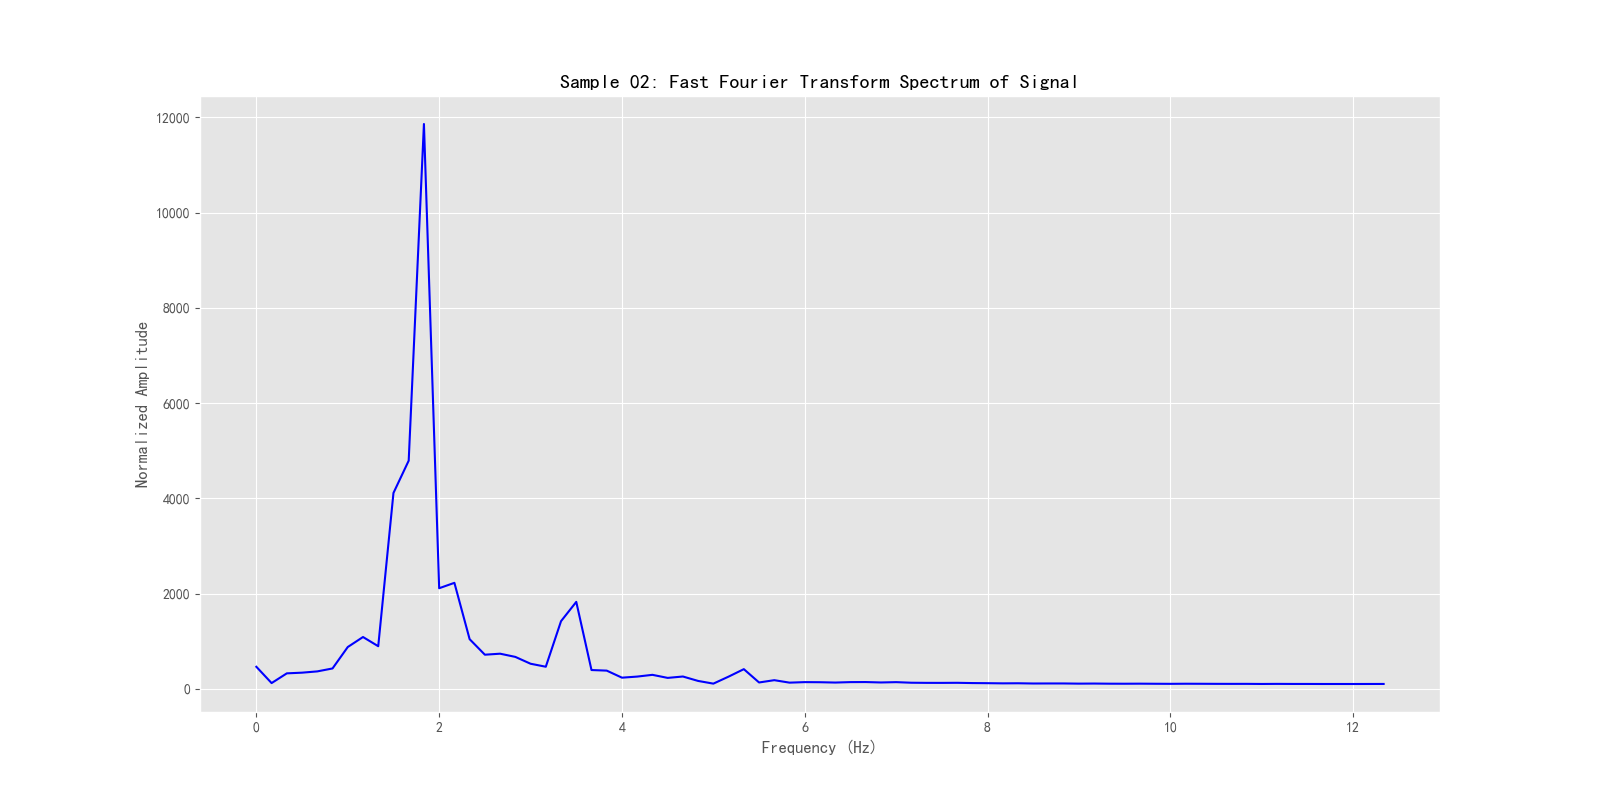 Sample 02: Fast Fourier Transform Spectrum of Signal
12000
10000
8000
6000
4000
2000
0
Normalized Amplitude
0 2 4 6 8 10 12
Frequency (Hz)